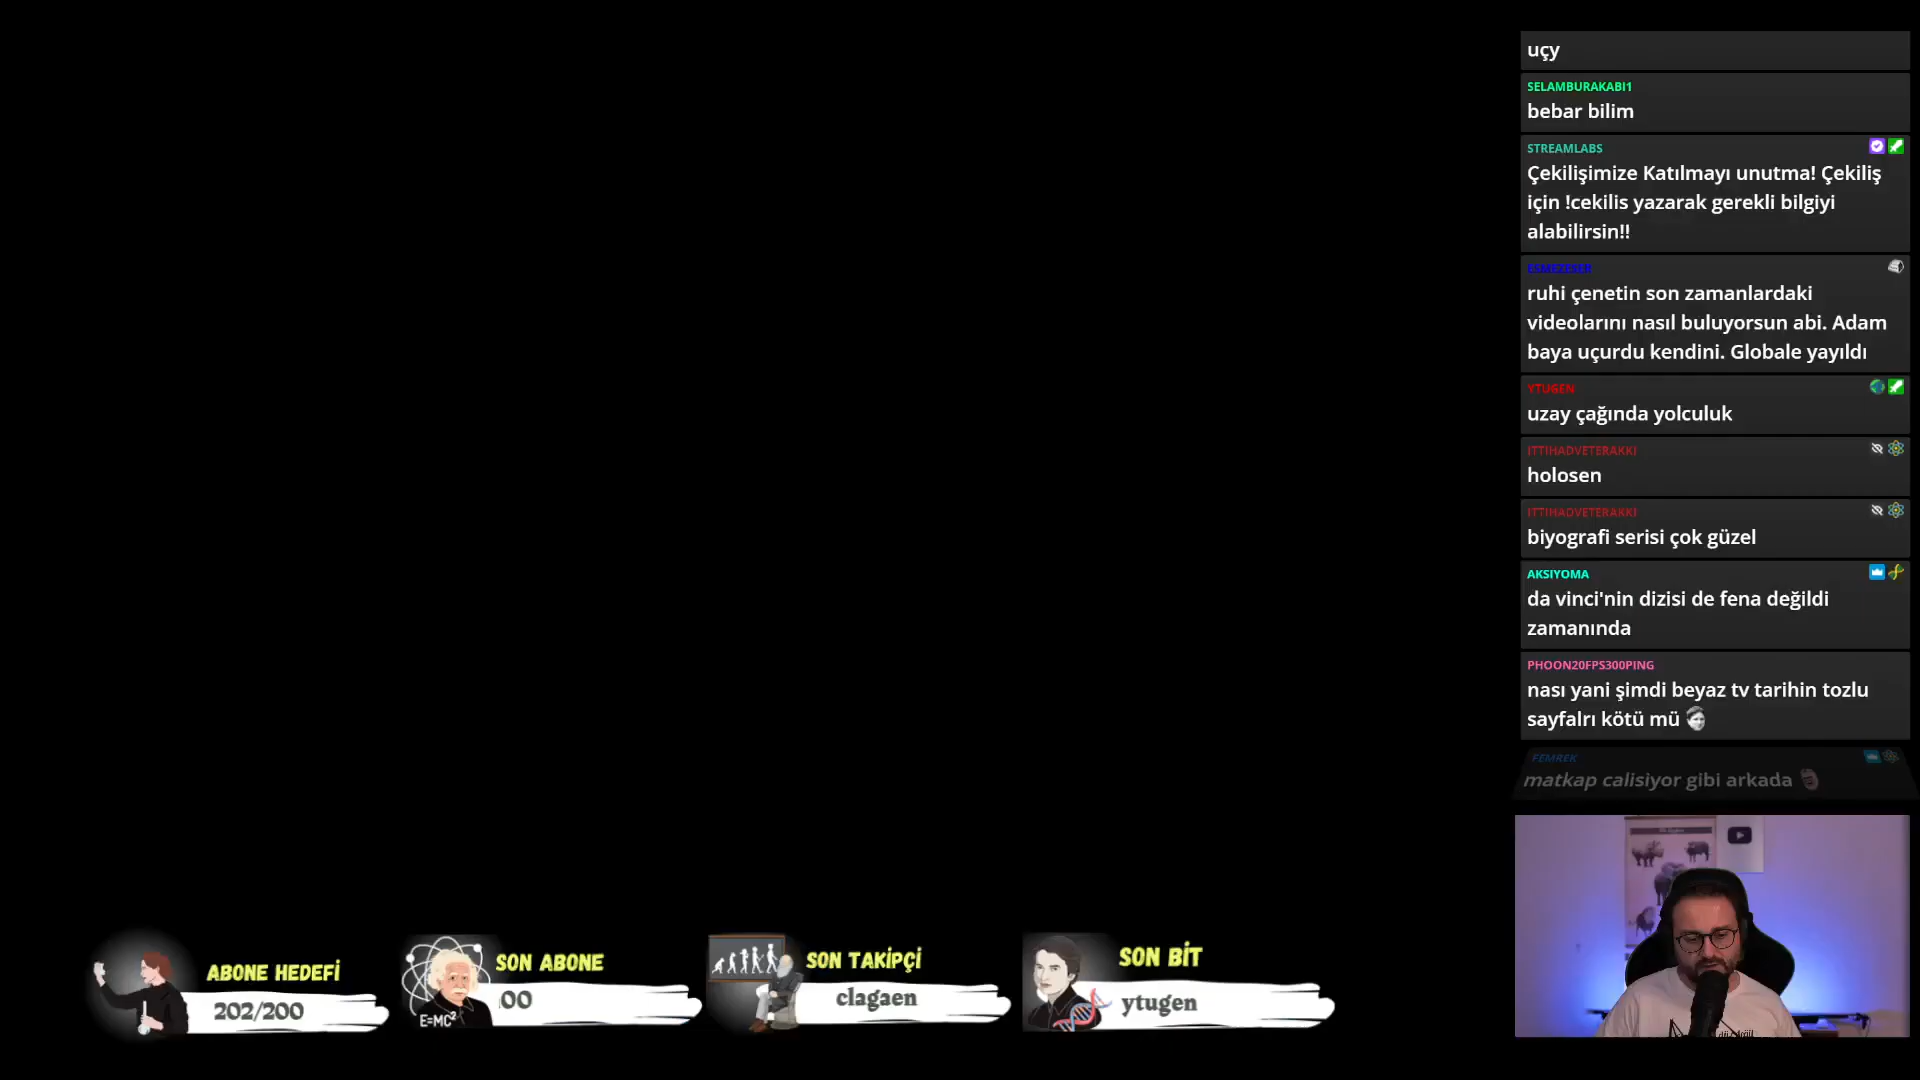 uçy
SELAMBURAKABI1
bebar bilim
STREAMLABS
Çekilişimize Katılmayı unutma! Çekiliş
için !cekilis yazarak gerekli bilgiyi
alabilirsin!!
ESMEZESER
ruhi çenetin son zamanlardaki
videolarını nasıl buluyorsun abi. Adam
baya uçurdu kendini. Globale yayıldı
YTUGEN
uzay çağında yolculuk
ITTIHADVETERAKKI
holosen
ITTIHADVETERAKKI
biyografi serisi çok güzel
AKSIYOMA
da vinci'nin dizisi de fena değildi
zamanında
PHOON20FPS300PING
nası yani şimdi beyaz tv tarihin tozlu
sayfalrı kötü mü
FEMREK
matkap calisiyor gibi arkada
ABONE HEDEFİ
202/200
E=MC²
SON ABONE
00
SON TAKİPÇİ
clagaen
SON BİT
ytugen